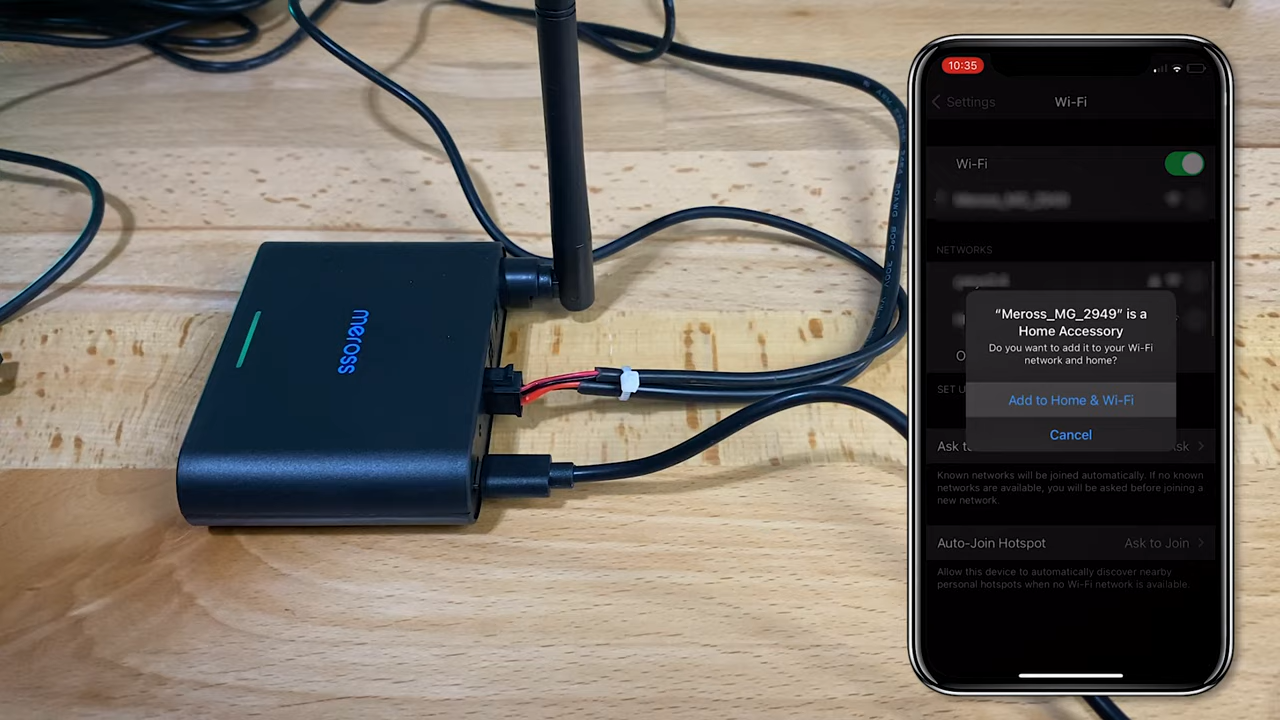 meross
10:35
Settings
Wi-Fi
Wi-Fi
NETWORKS
"Meross_MG_2949" is a
Home Accessory
Do you want to add it to your Wi-Fi
network and home?
Add to Home & Wi-Fi
Cancel
Known networks will be joined automatically. If no known
networks are available, you will be asked before joining a
new network.
Auto-Join Hotspot
Ask to Join
Allow this device to automatically discover nearby
personal hotspots when no Wi-Fi network is available.